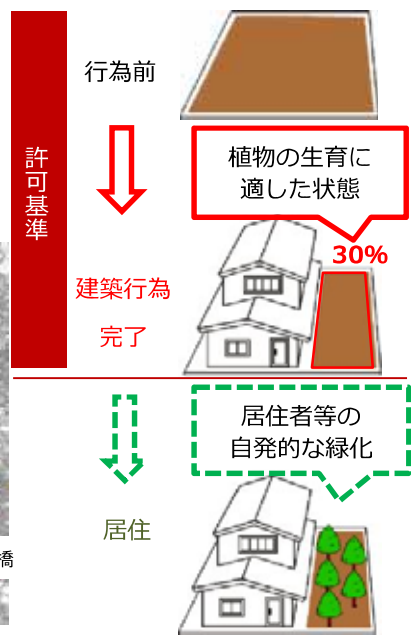 許可基準
行為前
植物の生育に
適した状態
30%
建築行為
完了
居住者等の
自発的な緑化
居住
橋